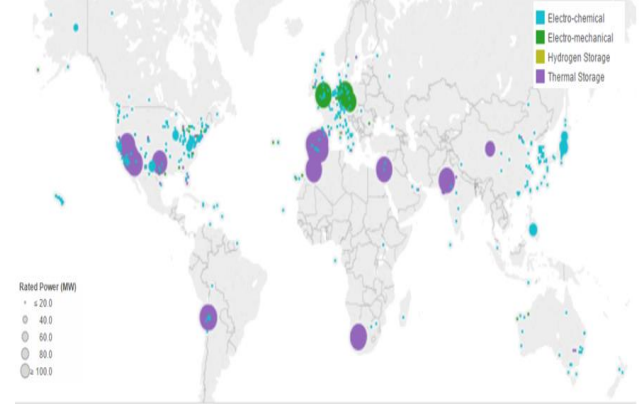 Electro-chemical
Electro-mechanical
Hydrogen Storage
Thermal Storage
Rated Power (MW)
≤ 20.0
40.0
60.0
80.0
≥ 100.0